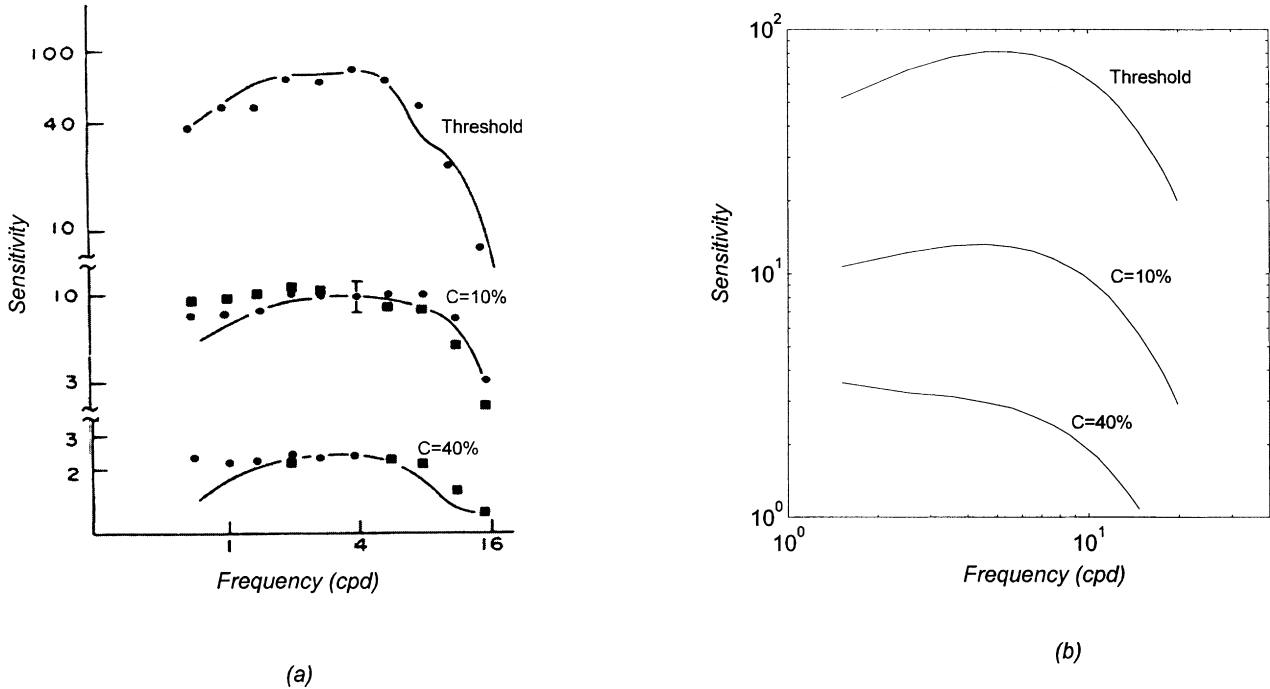 100
40
10
Threshold
Sensitivity
10
3
C=10%
3
2
C=40%
1
4
16
Frequency (cpd)
(a)
10²
10¹
10⁰
Sensitivity
Threshold
C=10%
C=40%
10⁰
10¹
Frequency (cpd)
(b)